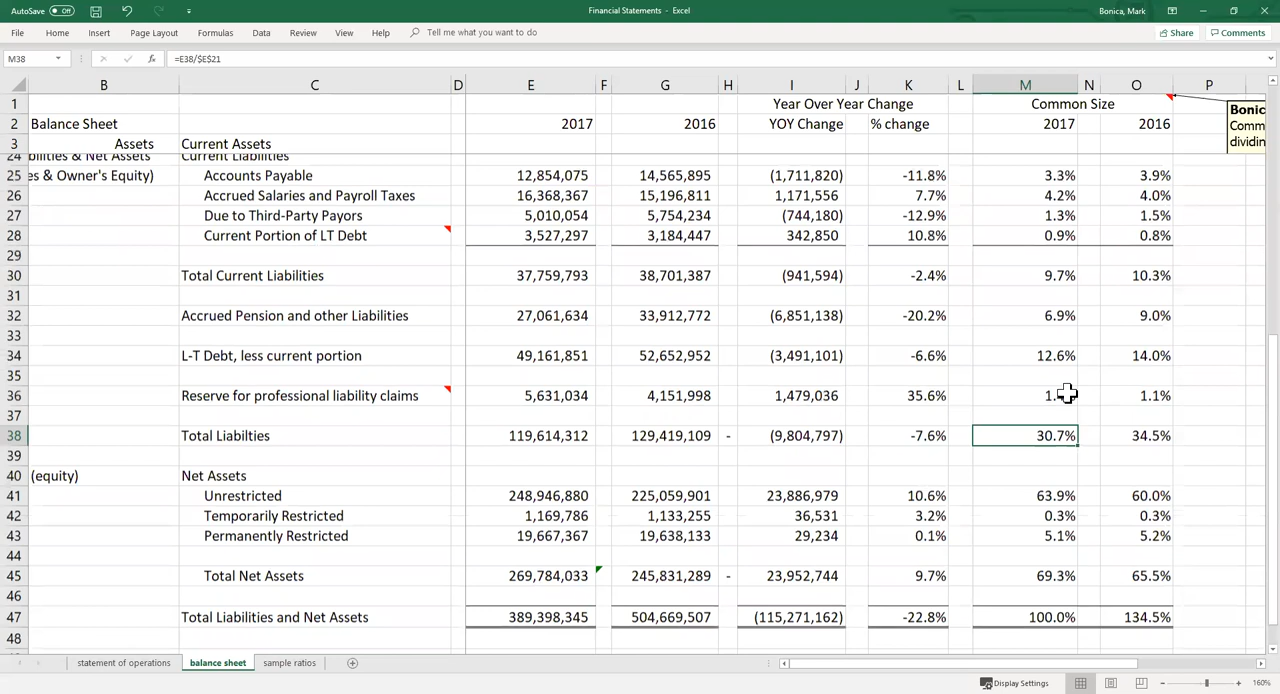 AutoSave Off Financial Statements - Excel Bonica, Mark
File Home Insert Page Layout Formulas Data Review View Help Tell me what you want to do Share Comments
M38 fx =E38/$E$21
B C D E F G H I J K L M N O P
1 Year Over Year Change Common Size Bonic
2 Balance Sheet 2017 2016 YOY Change % change 2017 2016 Comm
3 Assets Current Assets dividin
24 bilities & Net Assets Current Liabilities
25 es & Owner's Equity) Accounts Payable 12,854,075 14,565,895 (1,711,820) -11.8% 3.3% 3.9%
26 Accrued Salaries and Payroll Taxes 16,368,367 15,196,811 1,171,556 7.7% 4.2% 4.0%
27 Due to Third-Party Payors 5,010,054 5,754,234 (744,180) -12.9% 1.3% 1.5%
28 Current Portion of LT Debt 3,527,297 3,184,447 342,850 10.8% 0.9% 0.8%
29
30 Total Current Liabilities 37,759,793 38,701,387 (941,594) -2.4% 9.7% 10.3%
31
32 Accrued Pension and other Liabilities 27,061,634 33,912,772 (6,851,138) -20.2% 6.9% 9.0%
33
34 L-T Debt, less current portion 49,161,851 52,652,952 (3,491,101) -6.6% 12.6% 14.0%
35
36 Reserve for professional liability claims 5,631,034 4,151,998 1,479,036 35.6% 1.1%
37
38 Total Liabilties 119,614,312 129,419,109 - (9,804,797) -7.6% 30.7% 34.5%
39
40 (equity) Net Assets
41 Unrestricted 248,946,880 225,059,901 23,886,979 10.6% 63.9% 60.0%
42 Temporarily Restricted 1,169,786 1,133,255 36,531 3.2% 0.3% 0.3%
43 Permanently Restricted 19,667,367 19,638,133 29,234 0.1% 5.1% 5.2%
44
45 Total Net Assets 269,784,033 245,831,289 - 23,952,744 9.7% 69.3% 65.5%
46
47 Total Liabilities and Net Assets 389,398,345 504,669,507 (115,271,162) -22.8% 100.0% 134.5%
48
statement of operations balance sheet sample ratios
Display Settings 160%